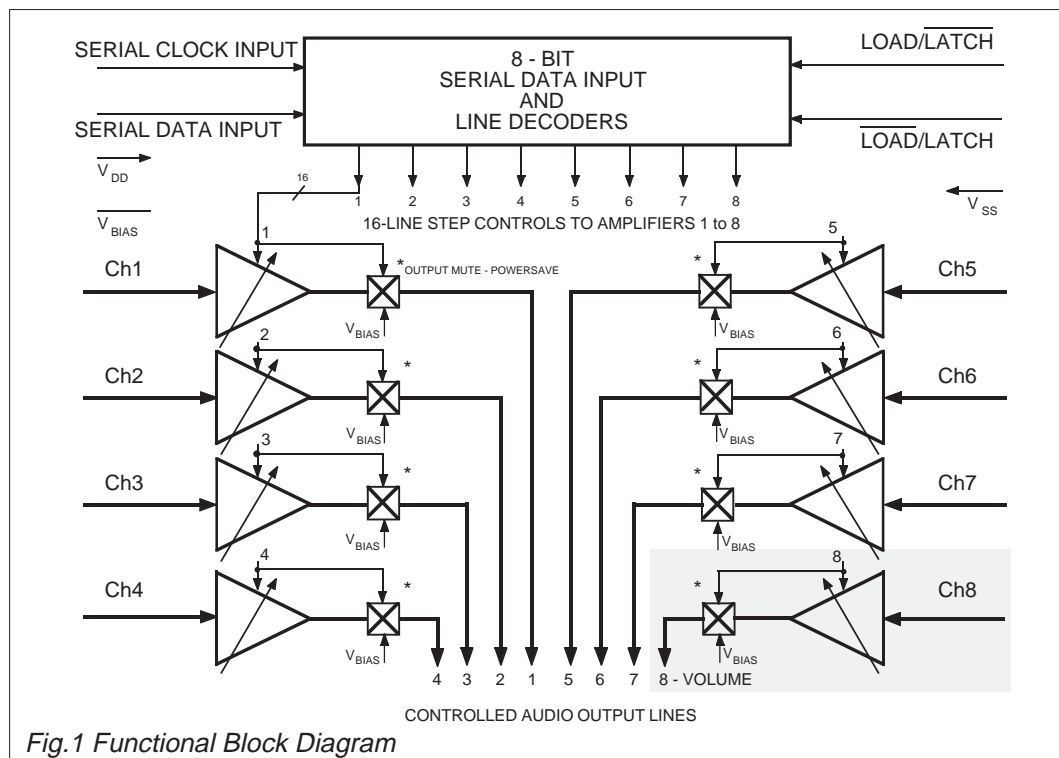 SERIAL CLOCK INPUT
SERIAL DATA INPUT
8 - BIT
SERIAL DATA INPUT
AND
LINE DECODERS
LOAD/LATCH
LOAD/LATCH
VDD
VBIAS
VSS
16
1 2 3 4 5 6 7 8
16-LINE STEP CONTROLS TO AMPLIFIERS 1 to 8
Ch1
1
*OUTPUT MUTE - POWERSAVE
VBIAS
5
*
VBIAS
Ch5
Ch2
2
*
VBIAS
6
*
VBIAS
Ch6
Ch3
3
*
VBIAS
7
*
VBIAS
Ch7
Ch4
4
*
VBIAS
8
*
VBIAS
Ch8
4 3 2 1 5 6 7 8 - VOLUME
CONTROLLED AUDIO OUTPUT LINES
Fig.1 Functional Block Diagram